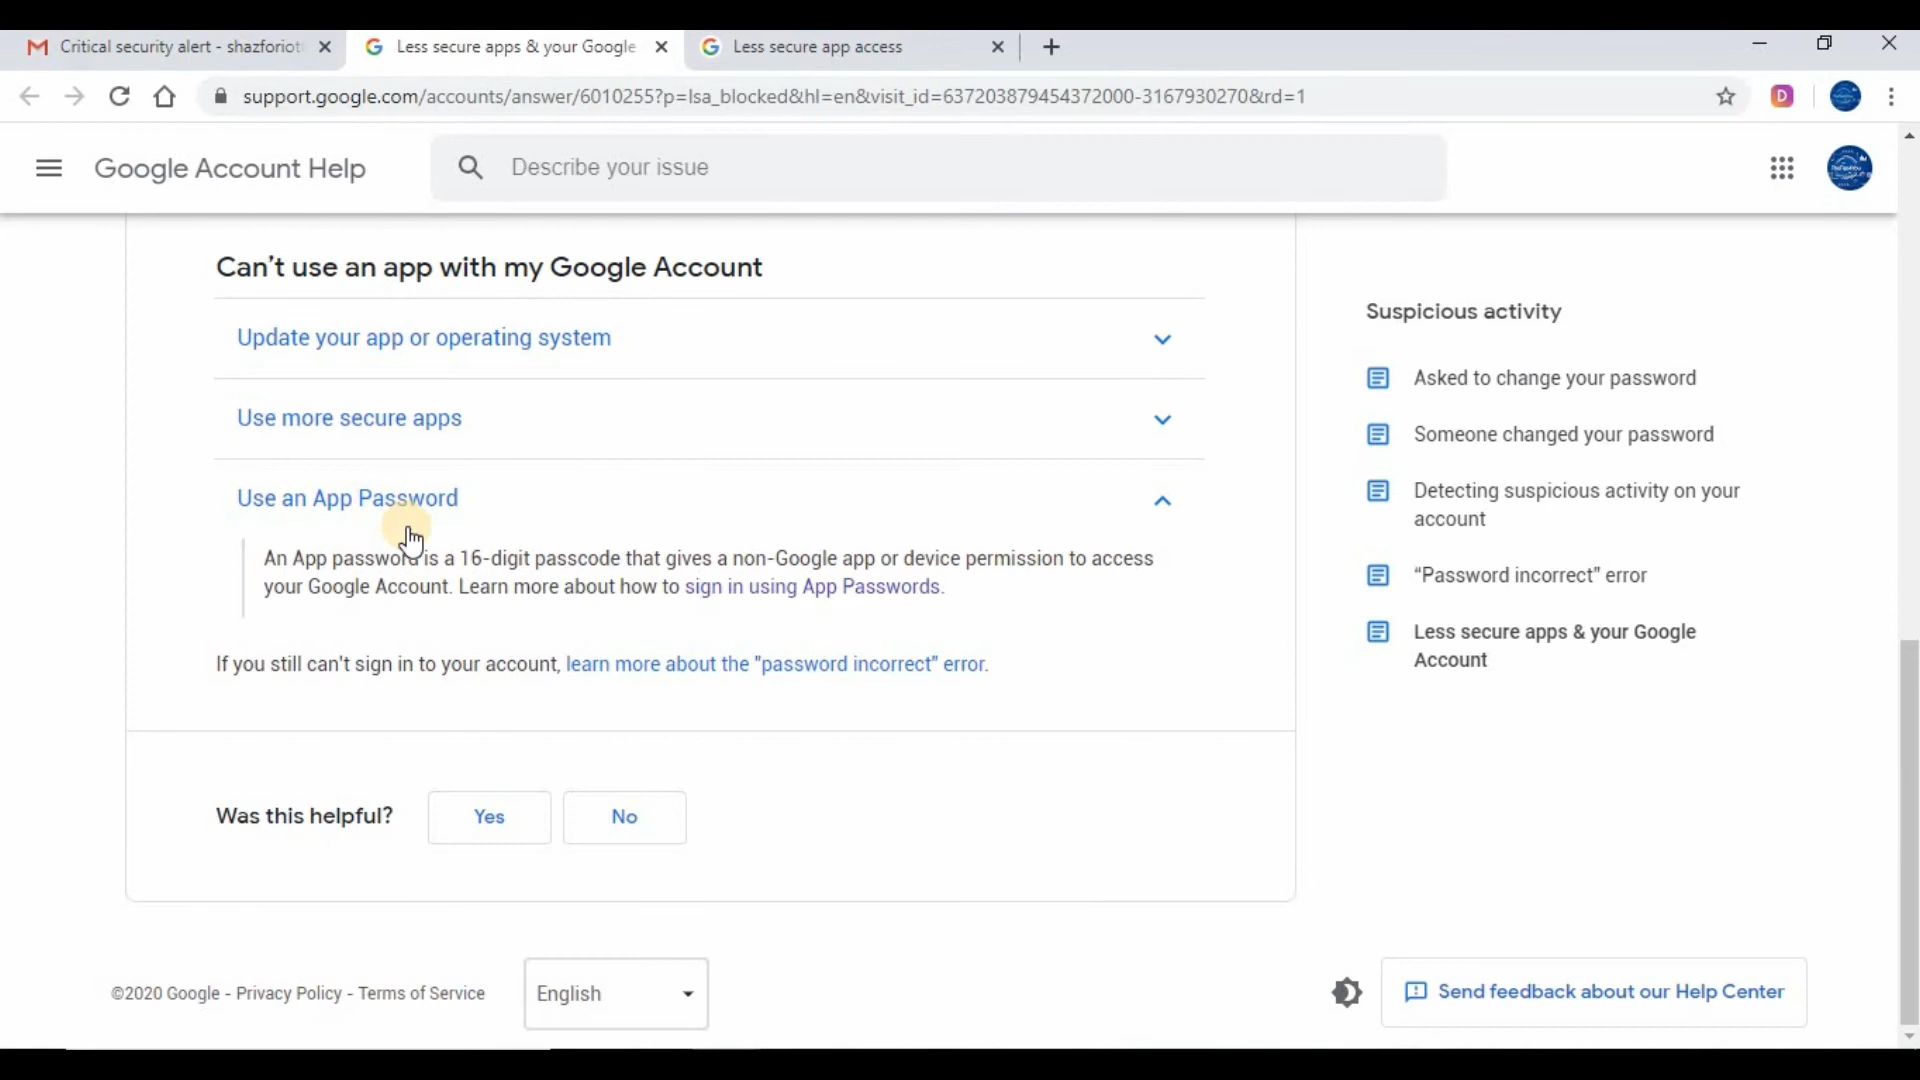 Critical security alert - shazforiot
Less secure apps & your Google
Less secure app access
support.google.com/accounts/answer/6010255?p=lsa_blocked&hl=en&visit_id=637203879454372000-3167930270&rd=1
D
Google Account Help
Describe your issue
Can't use an app with my Google Account
Update your app or operating system
Use more secure apps
Use an App Password
An App password is a 16-digit passcode that gives a non-Google app or device permission to access
your Google Account. Learn more about how to sign in using App Passwords.
If you still can't sign in to your account, learn more about the "password incorrect" error.
Was this helpful?
Yes
No
Suspicious activity
Asked to change your password
Someone changed your password
Detecting suspicious activity on your
account
“Password incorrect” error
Less secure apps & your Google
Account
©2020 Google - Privacy Policy - Terms of Service
English
Send feedback about our Help Center